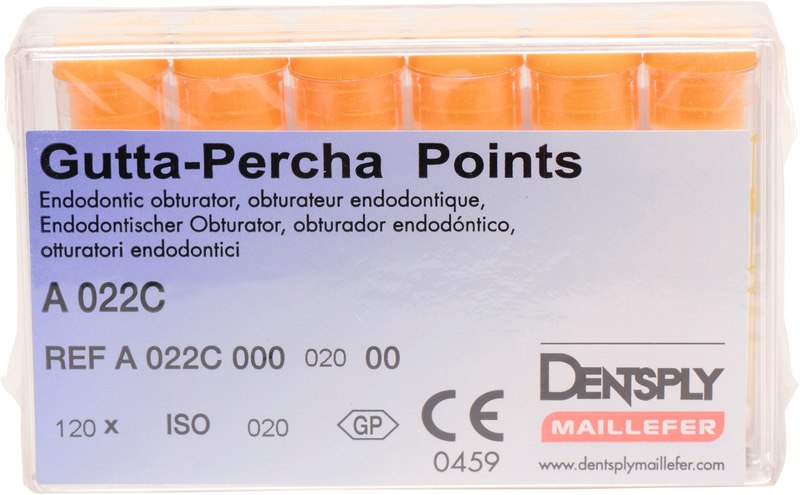 Gutta-Percha Points
Endodontic obturator, obturateur endodontique,
Endodontischer Obturator, obturador endodóntico,
otturatori endodontici
A 022C
REF A 022C 000 020 00
120 x ISO 020 GP CE
0459
DENTSPLY
MAILLEFER
www.dentsplymaillefer.com